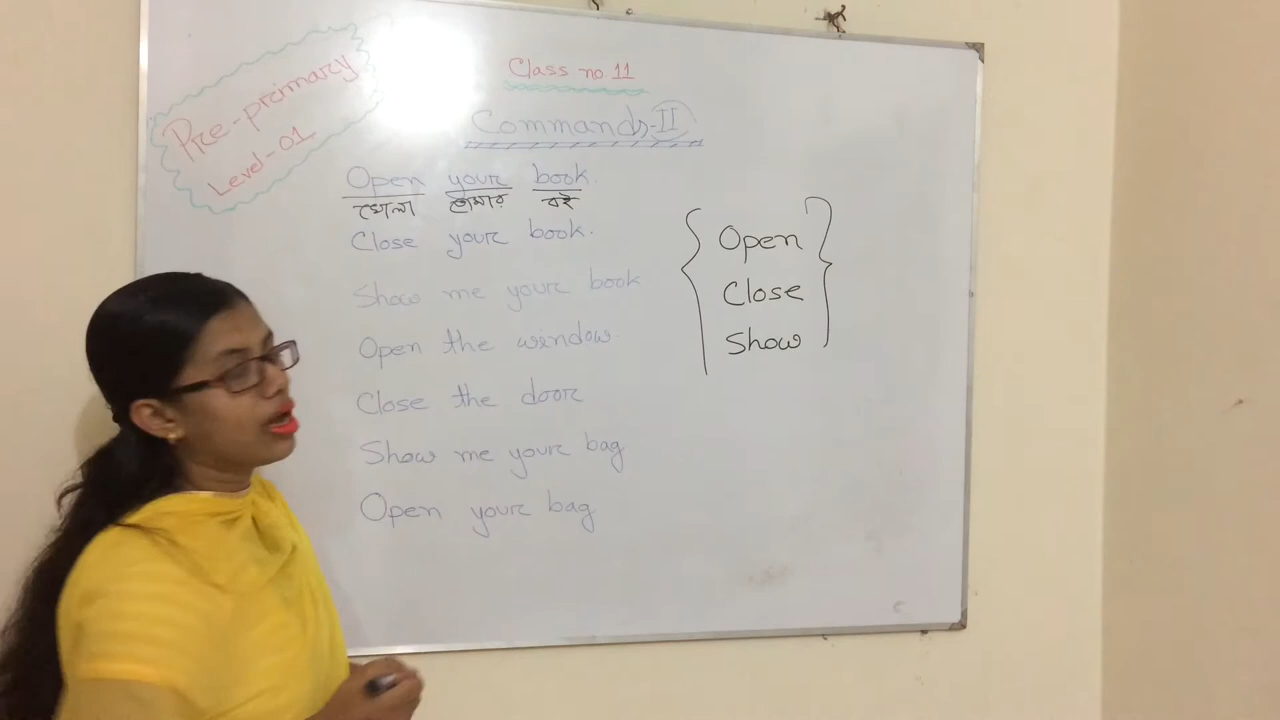 Pre-primary
Level-01
Class no. 11
Commands-II
Open your book.
খোলা তোমার বই
Close your book.
Show me your book
Open the window.
Close the door
Show me your bag
Open your bag
Open
Close
Show